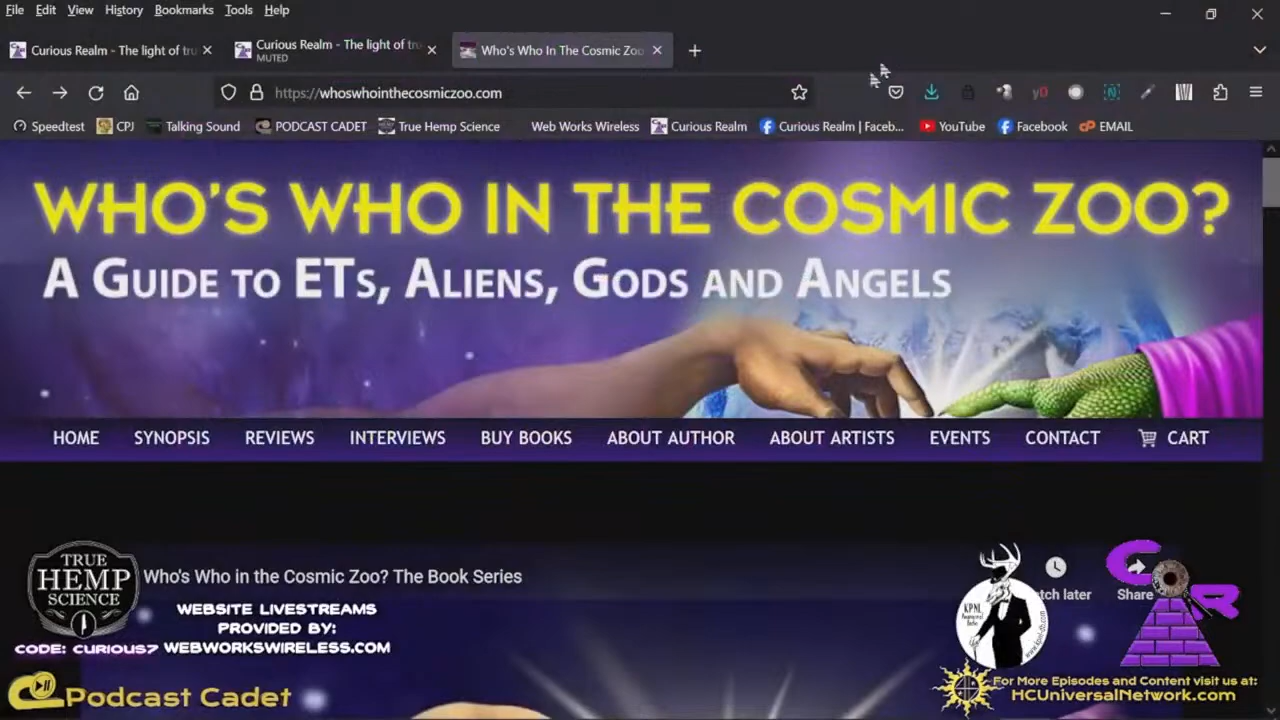 File Edit View History Bookmarks Tools Help
Curious Realm - The light of tru
Curious Realm - The light of tru
MUTED
Who's Who In The Cosmic Zoo
https://whoswhointhecosmiczoo.com
Speedtest CPJ Talking Sound PODCAST CADET True Hemp Science Web Works Wireless Curious Realm Curious Realm | Faceb... YouTube Facebook EMAIL
WHO'S WHO IN THE COSMIC ZOO?
A Guide to ETs, Aliens, Gods and Angels
HOME SYNOPSIS REVIEWS INTERVIEWS BUY BOOKS ABOUT AUTHOR ABOUT ARTISTS EVENTS CONTACT CART
TRUE
HEMP
SCIENCE
Who's Who in the Cosmic Zoo? The Book Series
WEBSITE LIVESTREAMS
PROVIDED BY:
CODE: CURIOUS7 WEBWORKSWIRELESS.COM
Podcast Cadet
KPNL
tch later
Share
C R
For More Episodes and Content visit us at:
HCUniversalNetwork.com